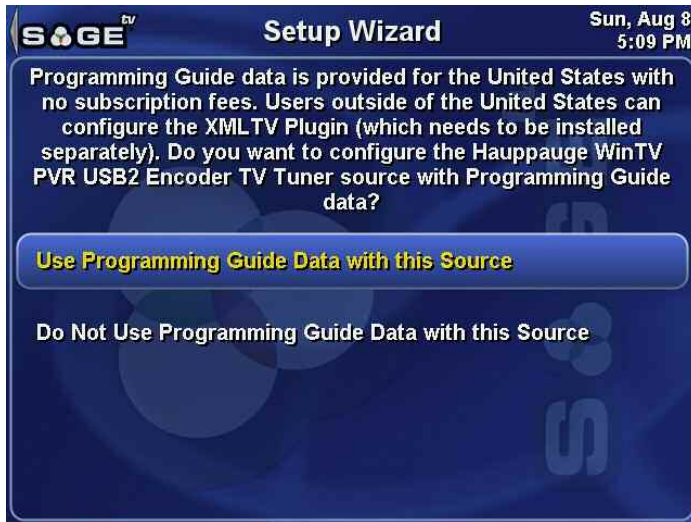 SAGE tv
Setup Wizard
Sun, Aug 8
5:09 PM
Programming Guide data is provided for the United States with
no subscription fees. Users outside of the United States can
configure the XMLTV Plugin (which needs to be installed
separately). Do you want to configure the Hauppauge WinTV
PVR USB2 Encoder TV Tuner source with Programming Guide
data?
Use Programming Guide Data with this Source
Do Not Use Programming Guide Data with this Source